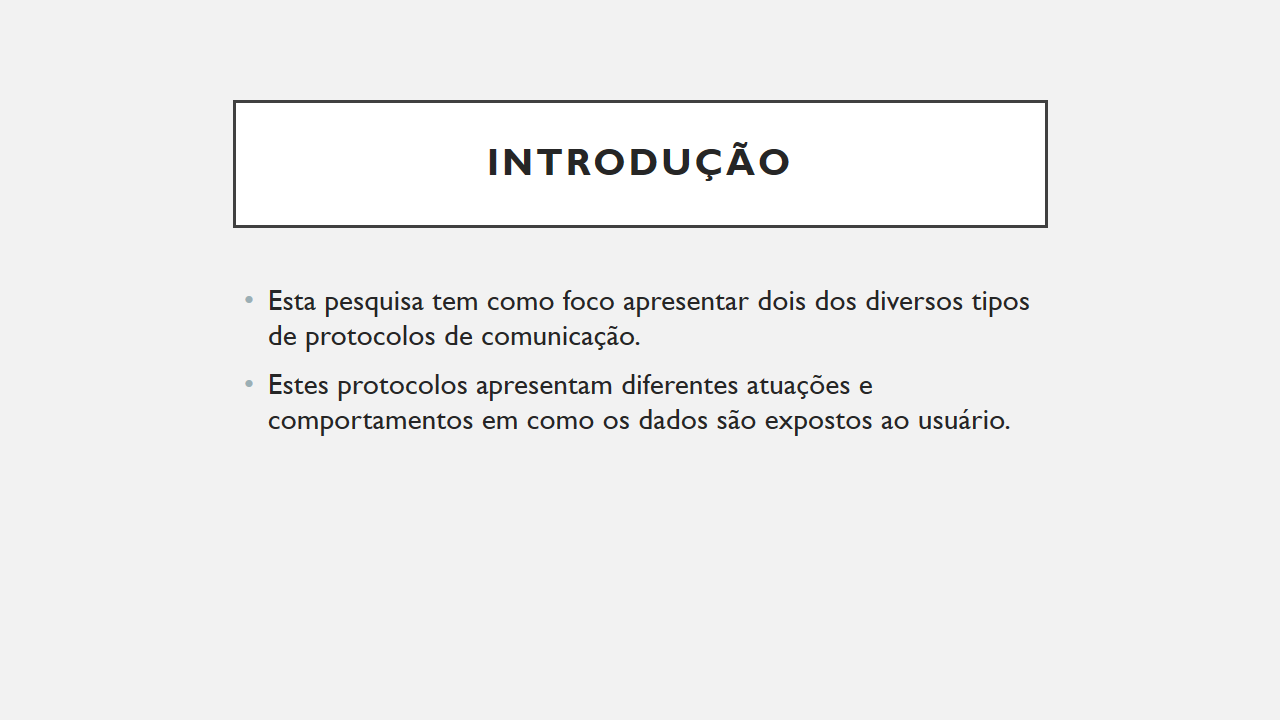 INTRODUÇÃO
• Esta pesquisa tem como foco apresentar dois dos diversos tipos
de protocolos de comunicação.
• Estes protocolos apresentam diferentes atuações e
comportamentos em como os dados são expostos ao usuário.